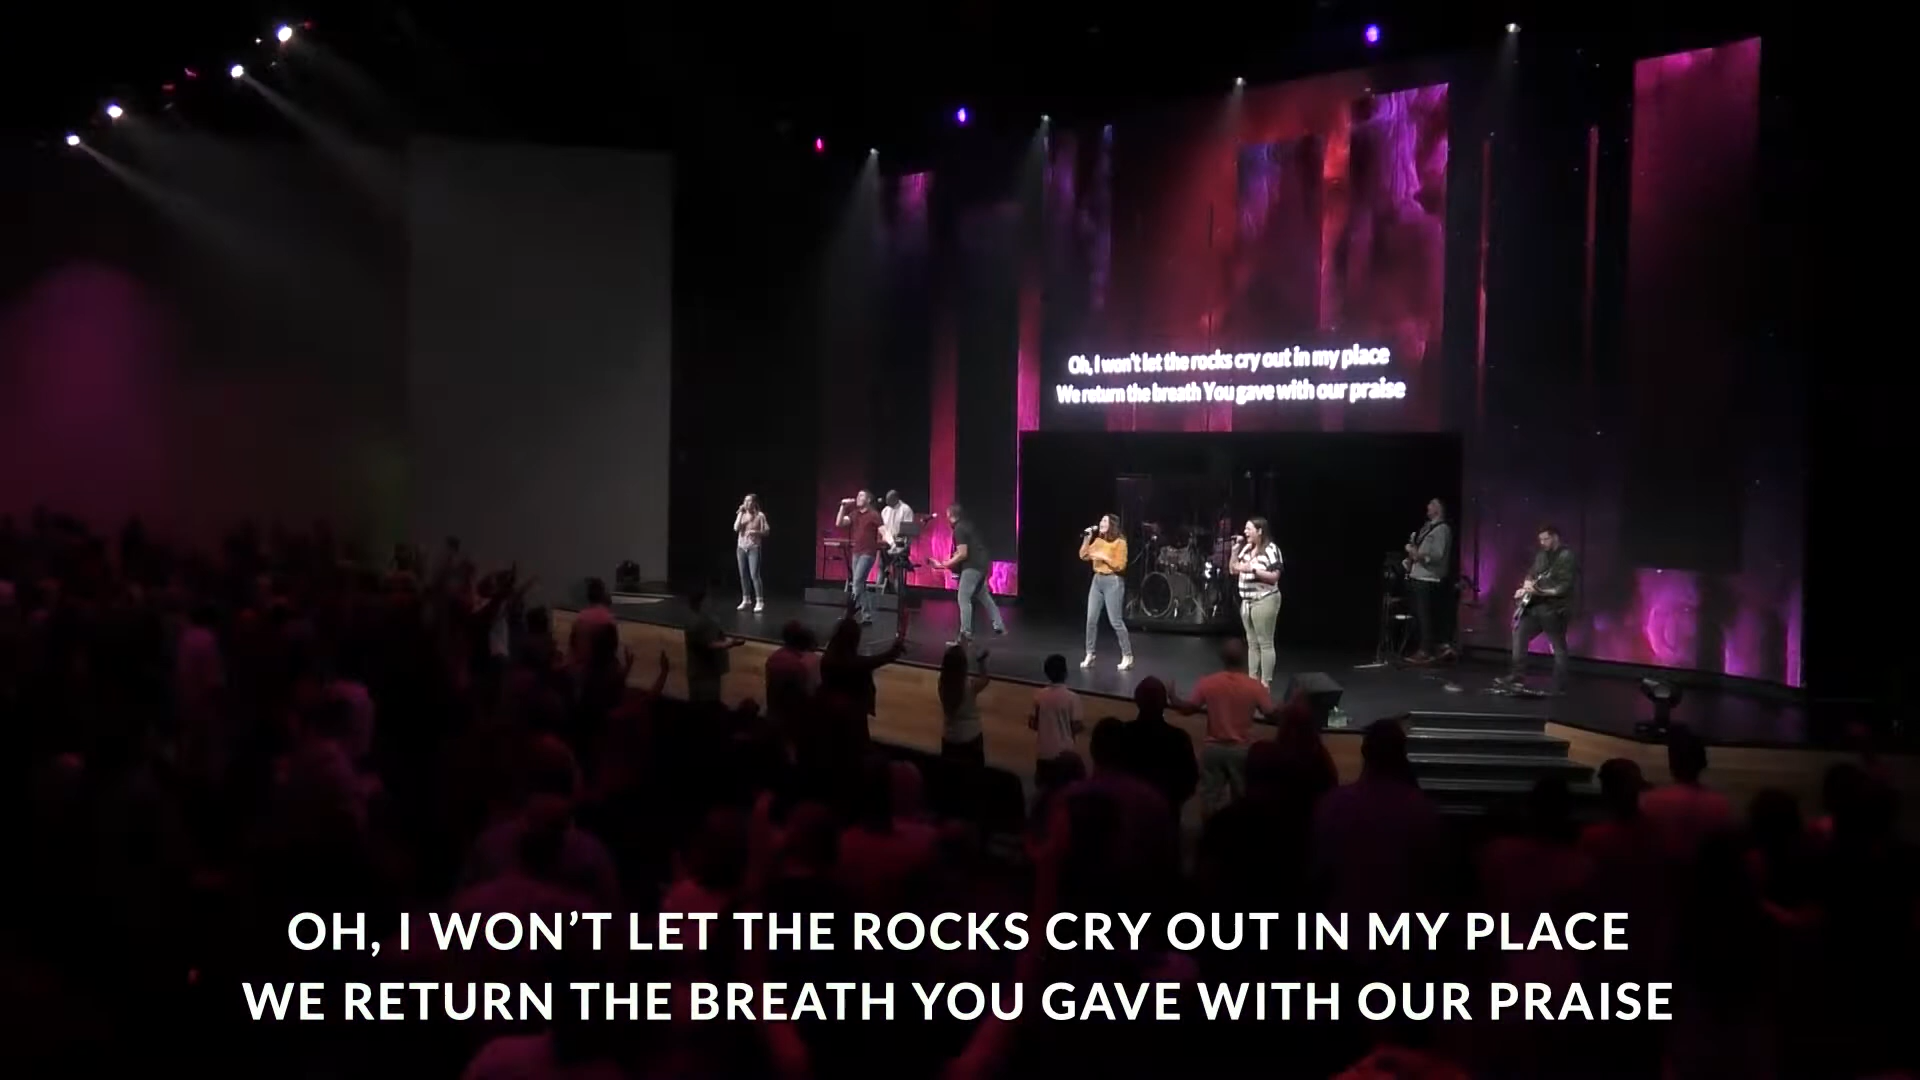 Oh, I won't let the rocks cry out in my place
We return the breath You gave with our praise
OH, I WON’T LET THE ROCKS CRY OUT IN MY PLACE
WE RETURN THE BREATH YOU GAVE WITH OUR PRAISE